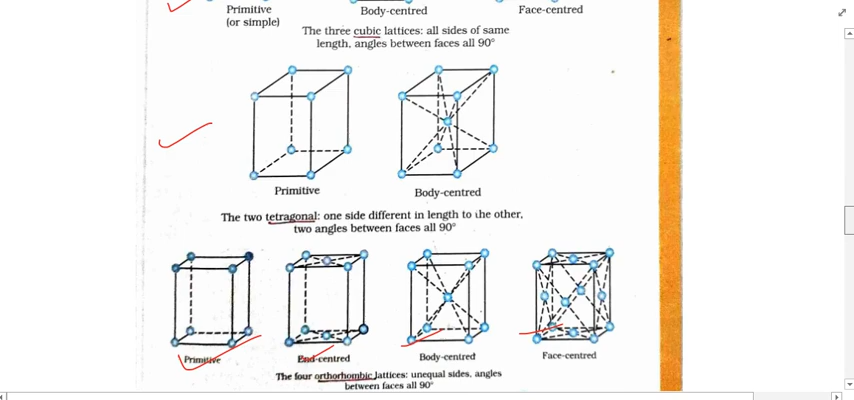 Primitive
(or simple)
Body-centred
Face-centred
The three cubic lattices: all sides of same
length, angles between faces all 90°
Primitive
Body-centred
The two tetragonal: one side different in length to the other,
two angles between faces all 90°
Primitive
End-centred
Body-centred
Face-centred
The four orthorhombic lattices: unequal sides, angles
between faces all 90°